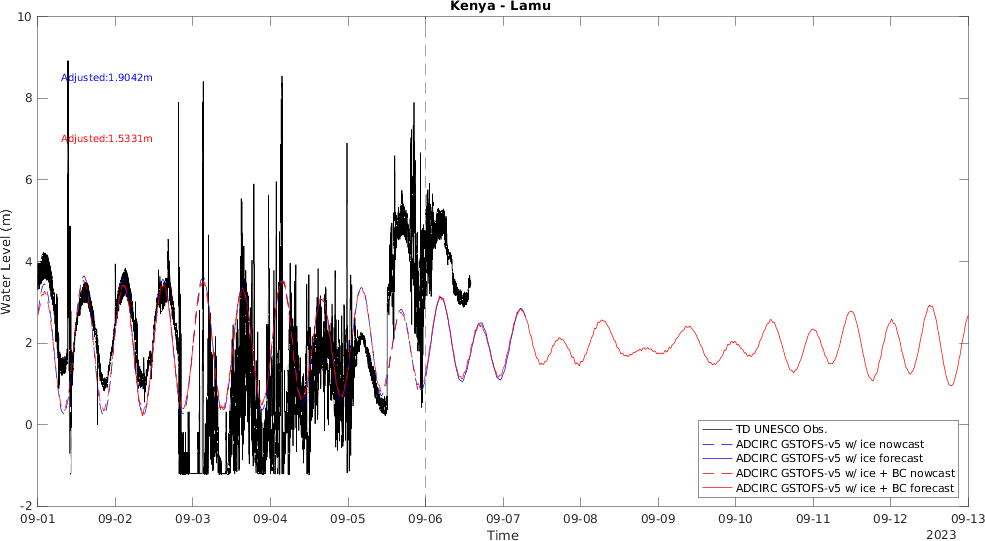 Kenya - Lamu
10
8
6
4
2
0
-2
Water Level (m)
Adjusted:1.9042m
Adjusted:1.5331m
TD UNESCO Obs.
ADCIRC GSTOFS-v5 w/ ice nowcast
ADCIRC GSTOFS-v5 w/ ice forecast
ADCIRC GSTOFS-v5 w/ ice + BC nowcast
ADCIRC GSTOFS-v5 w/ ice + BC forecast
09-01 09-02 09-03 09-04 09-05 09-06 09-07 09-08 09-09 09-10 09-11 09-12 09-13
Time
2023